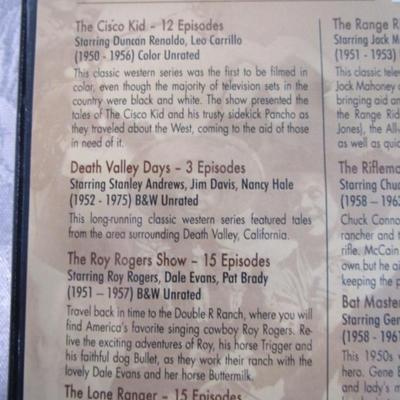 The Cisco Kid – 12 Episodes
Starring Duncan Renaldo, Leo Carrillo
(1950 - 1956) Color Unrated
This classic western series was the first to be filmed in
color, even though the majority of television sets in the
country were black and white. The show presented the
tales of The Cisco Kid and his trusty sidekick Pancho as
they traveled about the West, coming to the aid of those
in need of it.
Death Valley Days – 3 Episodes
Starring Stanley Andrews, Jim Davis, Nancy Hale
(1952 - 1975) B&W Unrated
This long-running classic western series featured tales
from the area surrounding Death Valley, California.
The Roy Rogers Show – 15 Episodes
Starring Roy Rogers, Dale Evans, Pat Brady
(1951 – 1957) B&W Unrated
Travel back in time to the Double R Ranch, where you will
find America's favorite singing cowboy Roy Rogers. Re-
live the exciting adventures of Roy, his horse Trigger and
his faithful dog Bullet, as they work their ranch with the
lovely Dale Evans and her horse Buttermilk.
The Lone Ranger – 15 Episodes
The Range R
Starring Jack M
(1951 - 1953)
This classic telev
Jock Mahoney a
bringing aid an
the Range Rid
Jones), the All-
as well as quic
The Riflema
Starring Chuc
(1958 – 1963
Chuck Conno
rancher and t
rifle. McCain
own but he ai
keeping the p
Bat Master
Starring Gen
(1958 - 1961
This 1950s w
hero. Gene B
and lady's m